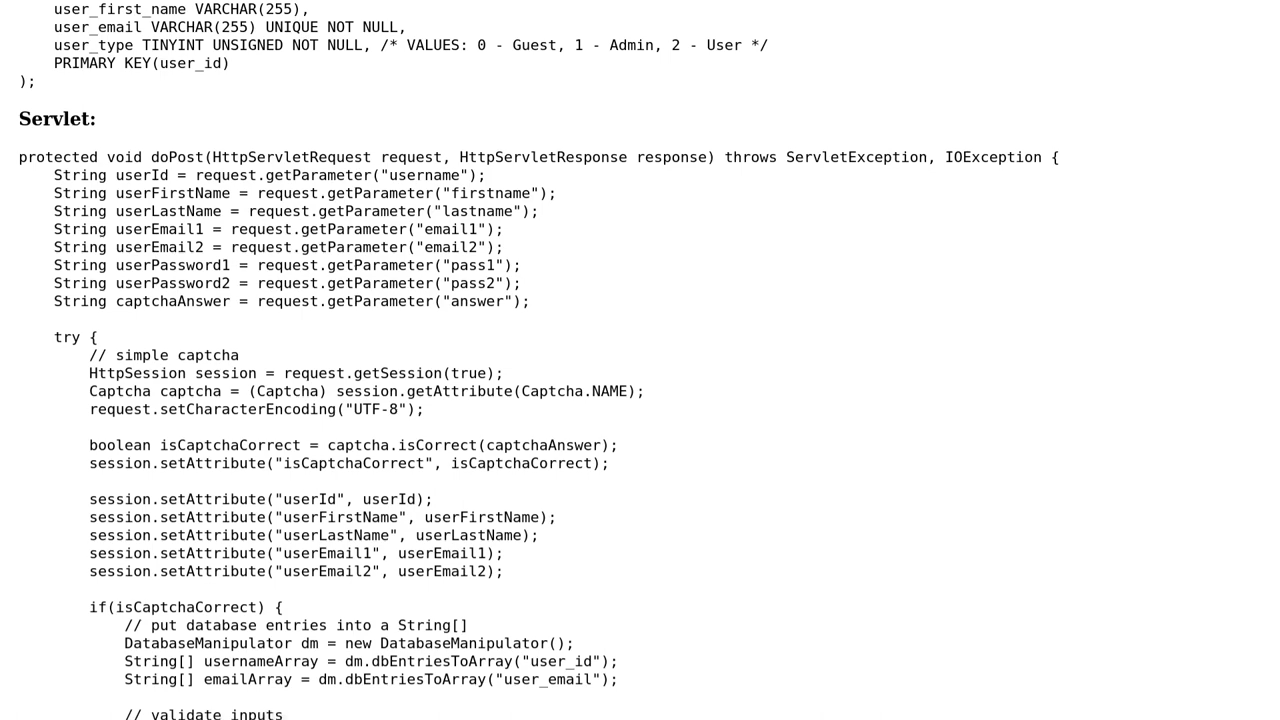 user_first_name VARCHAR(255),
user_email VARCHAR(255) UNIQUE NOT NULL,
user_type TINYINT UNSIGNED NOT NULL, /* VALUES: 0 - Guest, 1 - Admin, 2 - User */
PRIMARY KEY(user_id)
);
Servlet:
protected void doPost(HttpServletRequest request, HttpServletResponse response) throws ServletException, IOException {
String userId = request.getParameter("username");
String userFirstName = request.getParameter("firstname");
String userLastName = request.getParameter("lastname");
String userEmail1 = request.getParameter("email1");
String userEmail2 = request.getParameter("email2");
String userPassword1 = request.getParameter("pass1");
String userPassword2 = request.getParameter("pass2");
String captchaAnswer = request.getParameter("answer");
try {
// simple captcha
HttpSession session = request.getSession(true);
Captcha captcha = (Captcha) session.getAttribute(Captcha.NAME);
request.setCharacterEncoding("UTF-8");
boolean isCaptchaCorrect = captcha.isCorrect(captchaAnswer);
session.setAttribute("isCaptchaCorrect", isCaptchaCorrect);
session.setAttribute("userId", userId);
session.setAttribute("userFirstName", userFirstName);
session.setAttribute("userLastName", userLastName);
session.setAttribute("userEmail1", userEmail1);
session.setAttribute("userEmail2", userEmail2);
if(isCaptchaCorrect) {
// put database entries into a String[]
DatabaseManipulator dm = new DatabaseManipulator();
String[] usernameArray = dm.dbEntriesToArray("user_id");
String[] emailArray = dm.dbEntriesToArray("user_email");
// validate inputs